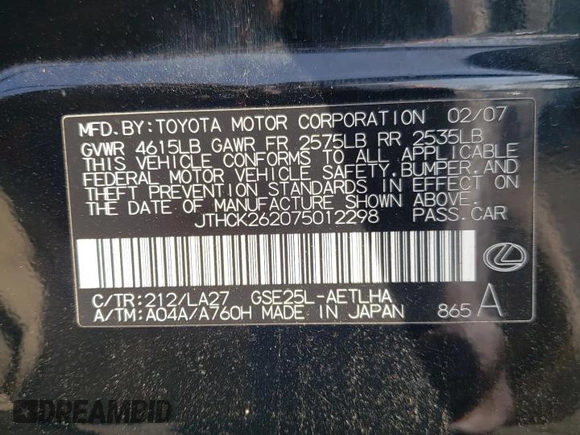 MFD.BY:TOYOTA MOTOR CORPORATION 02/07
GVWR 4615LB GAWR FR 2575LB RR 2535LB
THIS VEHICLE CONFORMS TO ALL APPLICABLE
FEDERAL MOTOR VEHICLE SAFETY,BUMPER,AND
THEFT PREVENTION STANDARDS IN EFFECT ON
THE DATE OF MANUFACTURE SHOWN ABOVE.
JTHCK262075012298 PASS.CAR
C/TR:212/LA27 GSE25L-AETLHA
A/TM:A04A/A760H MADE IN JAPAN 865 A
DREAMBID